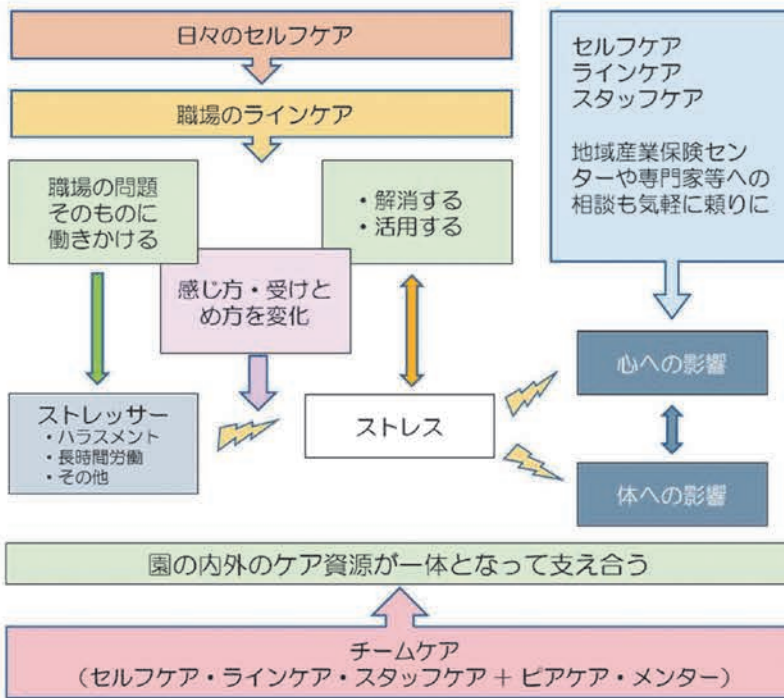 日々のセルフケア
職場のラインケア
職場の問題
そのものに
働きかける
・解消する
・活用する
感じ方・受けと
め方を変化
セルフケア
ラインケア
スタッフケア
地域産業保険セン
ターや専門家等への
相談も気軽に頼りに
ストレッサー
・ハラスメント
・長時間労働
・その他
ストレス
心への影響
体への影響
園の内外のケア資源が一体となって支え合う
チームケア
（セルフケア・ラインケア・スタッフケア + ピアケア・メンター）